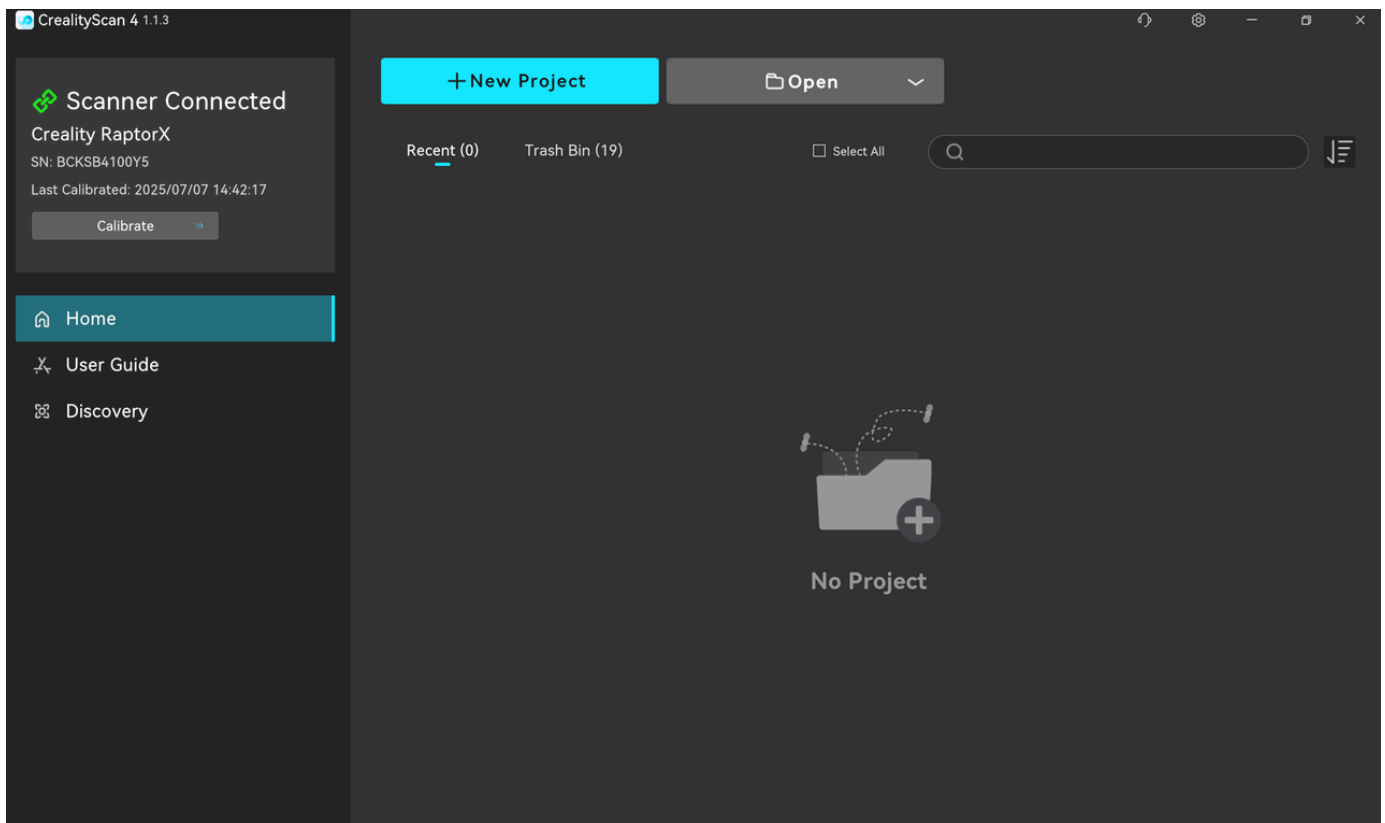 CrealityScan 4 1.1.3
Scanner Connected
Creality RaptorX
SN: BCKSB4100Y5
Last Calibrated: 2025/07/07 14:42:17
Calibrate
Home
User Guide
Discovery
+New Project
Open
Recent (0)
Trash Bin (19)
Select All
No Project